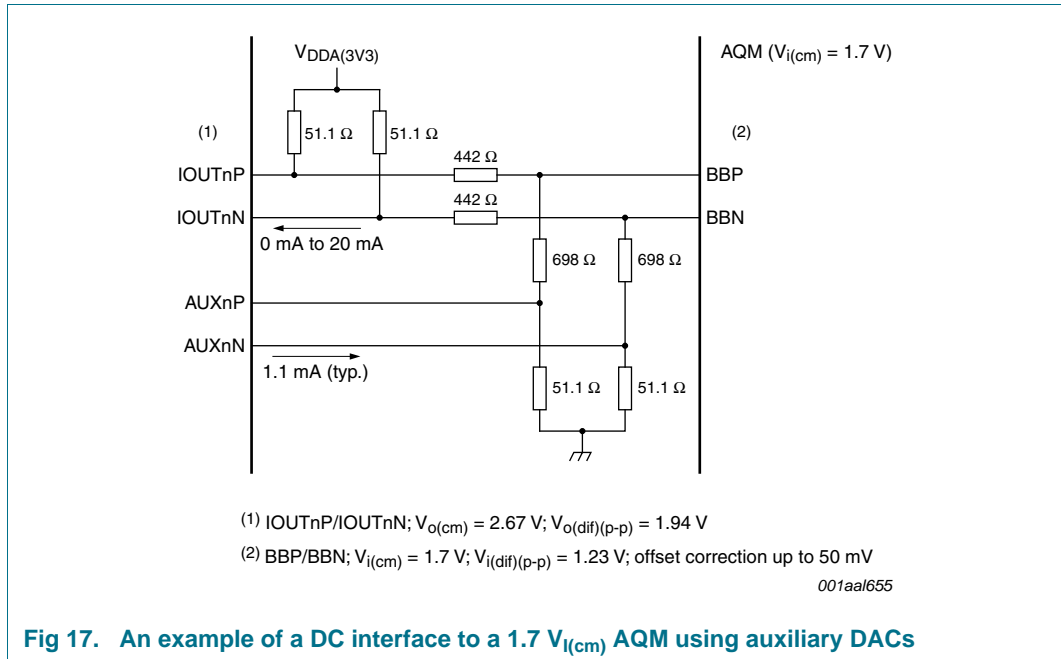 VDDA(3V3)
AQM (Vi(cm) = 1.7 V)
(1)
51.1 Ω
51.1 Ω
(2)
442 Ω
IOUTnP
BBP
442 Ω
IOUTnN
BBN
0 mA to 20 mA
698 Ω
698 Ω
AUXnP
AUXnN
1.1 mA (typ.)
51.1 Ω
51.1 Ω
(1) IOUTnP/IOUTnN; Vo(cm) = 2.67 V; Vo(dif)(p-p) = 1.94 V
(2) BBP/BBN; Vi(cm) = 1.7 V; Vi(dif)(p-p) = 1.23 V; offset correction up to 50 mV
001aal655
Fig 17. An example of a DC interface to a 1.7 VI(cm) AQM using auxiliary DACs